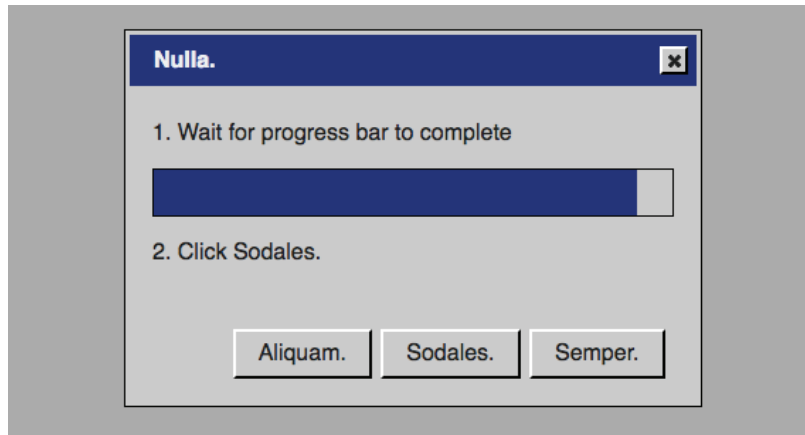 Nulla.
1. Wait for progress bar to complete
2. Click Sodales.
Aliquam. Sodales. Semper.